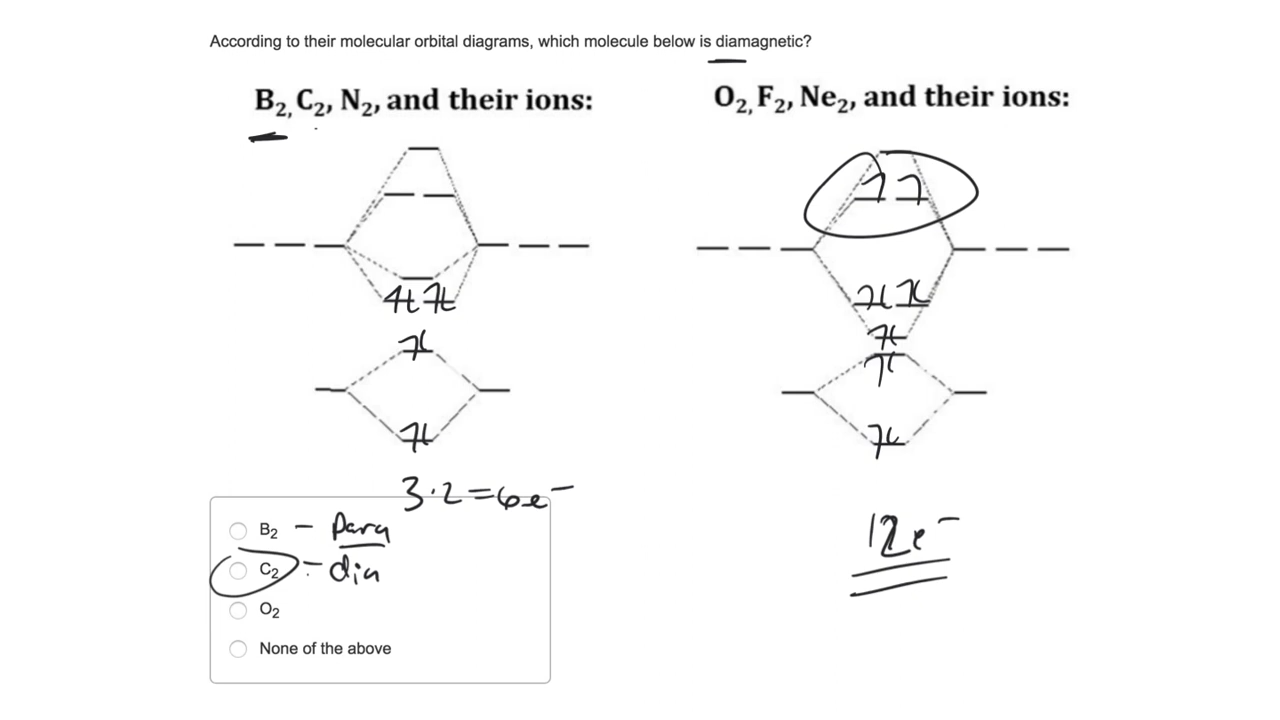 According to their molecular orbital diagrams, which molecule below is diamagnetic?
B₂, C₂, N₂, and their ions:
O₂, F₂, Ne₂, and their ions:
3·2=6e⁻
12e⁻
B₂ - Para
C₂ - dia
O₂
None of the above